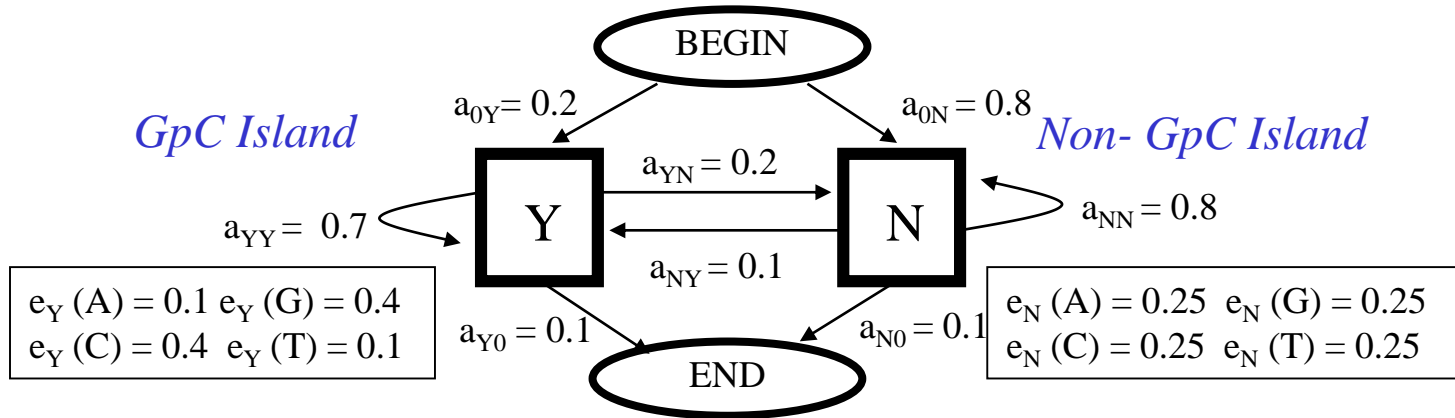 BEGIN
a0Y = 0.2
a0N = 0.8
GpC Island
Non- GpC Island
aYN = 0.2
Y
N
aYY = 0.7
aNN = 0.8
aNY = 0.1
eY (A) = 0.1 eY (G) = 0.4
eY (C) = 0.4 eY (T) = 0.1
aY0 = 0.1
aN0 = 0.1
eN (A) = 0.25 eN (G) = 0.25
eN (C) = 0.25 eN (T) = 0.25
END